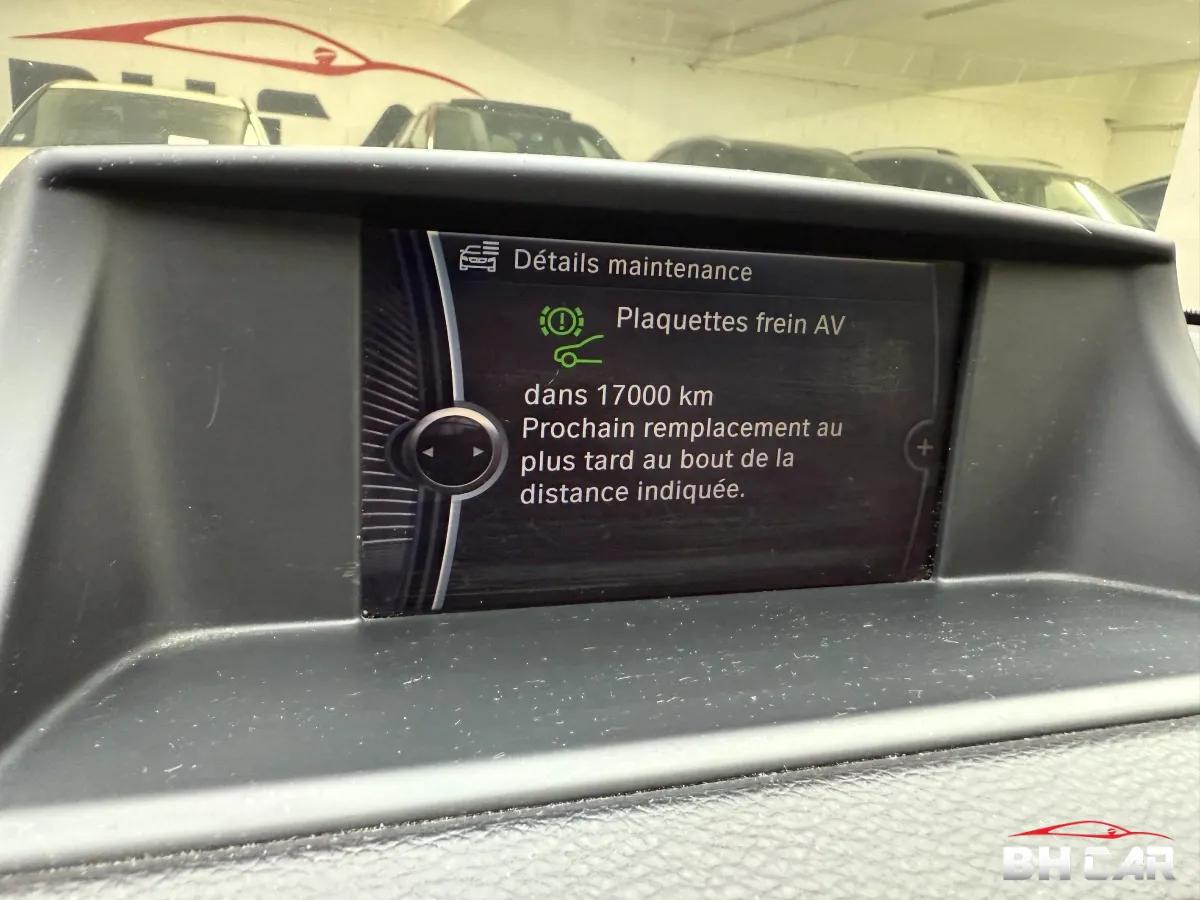 Détails maintenance
Plaquettes frein AV
dans 17000 km
Prochain remplacement au
plus tard au bout de la
distance indiquée.
BH CAR